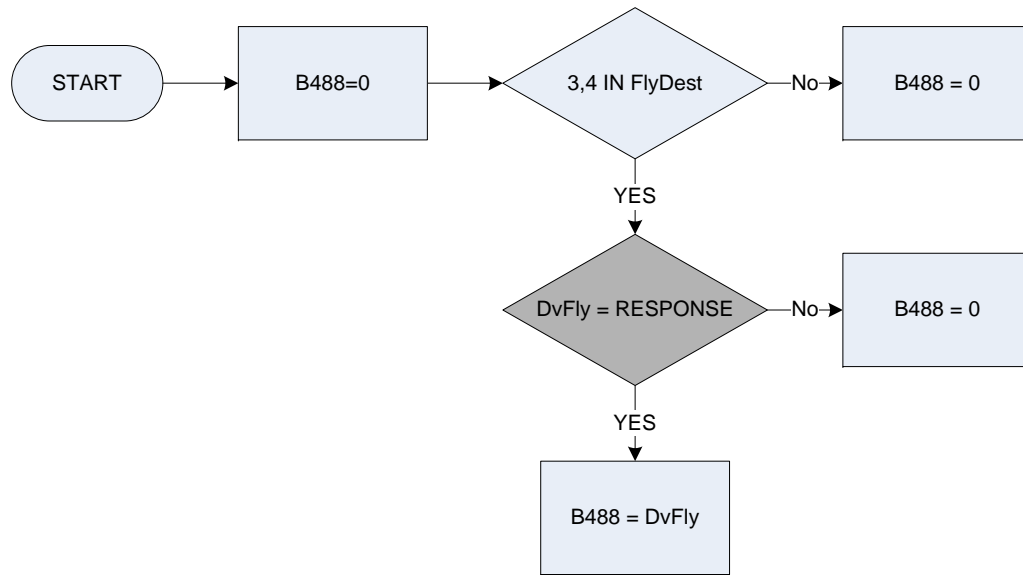 START
B488=0
3,4 IN FlyDest
No
B488 = 0
YES
DvFly = RESPONSE
No
B488 = 0
YES
B488 = DvFly